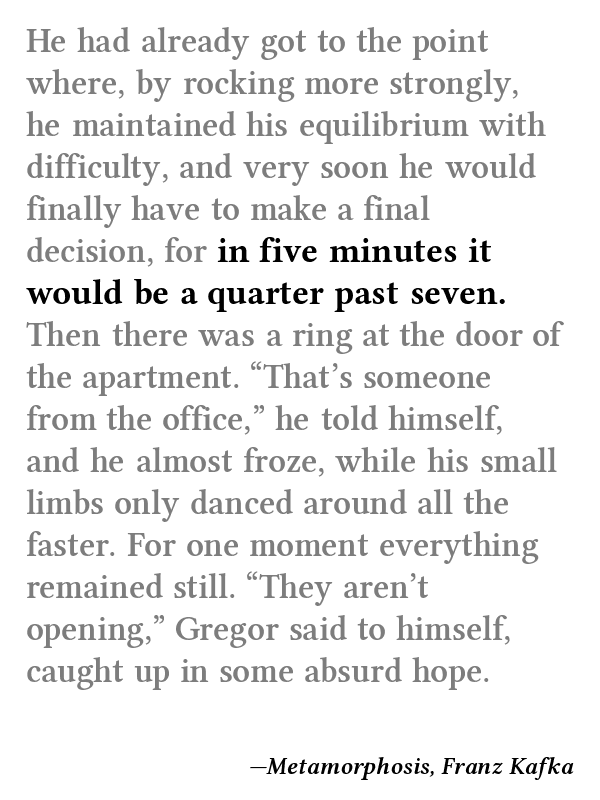 He had already got to the point
where, by rocking more strongly,
he maintained his equilibrium with
difficulty, and very soon he would
finally have to make a final
decision, for in five minutes it
would be a quarter past seven.
Then there was a ring at the door of
the apartment. “That’s someone
from the office,” he told himself,
and he almost froze, while his small
limbs only danced around all the
faster. For one moment everything
remained still. “They aren’t
opening,” Gregor said to himself,
caught up in some absurd hope.
—Metamorphosis, Franz Kafka